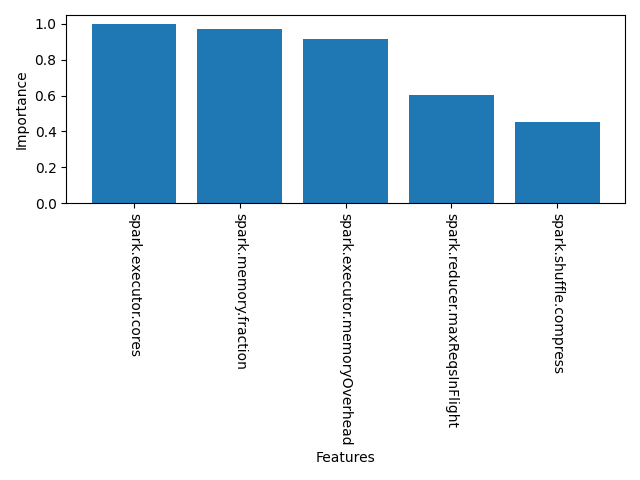 1.0
0.8
0.6
0.4
0.2
0.0
Importance
spark.executor.cores
spark.memory.fraction
spark.executor.memoryOverhead
spark.reducer.maxReqsInFlight
spark.shuffle.compress
Features